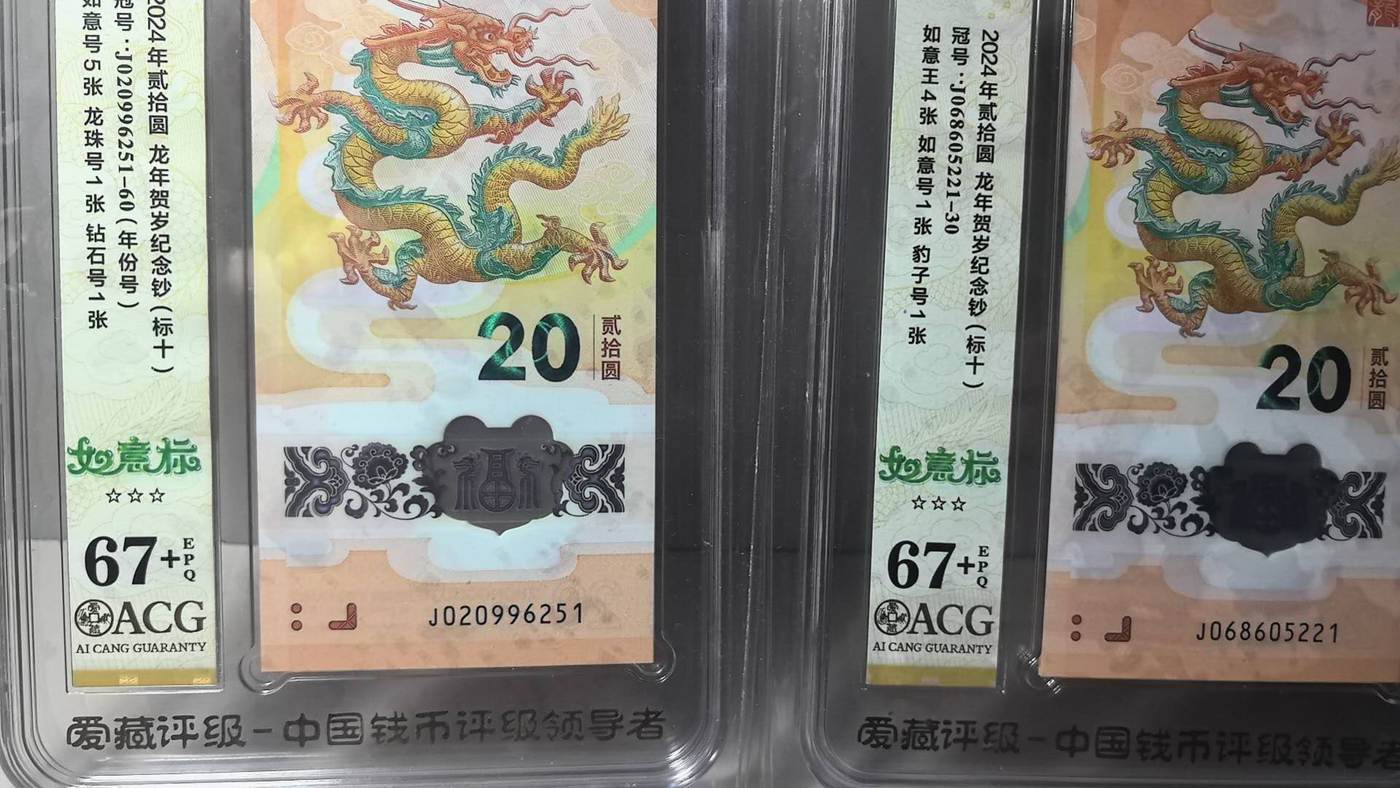 2024年贰拾圆 龙年贺岁纪念钞(标十)
冠号:J020996251-60(年份号)
如意号5张 龙珠号1张 钻石号1张
如意标
☆☆☆
67+EPQ
ACG
AI CANG GUARANTY
20
贰拾圆
福
J020996251
爱藏评级-中国钱币评级领导者
2024年贰拾圆 龙年贺岁纪念钞(标十)
冠号:J068605221-30
如意王4张 如意号1张 豹子号1张
如意标
☆☆☆
67+EPQ
ACG
AI CANG GUARANTY
20
贰拾圆
J068605221
爱藏评级-中国钱币评级领导者